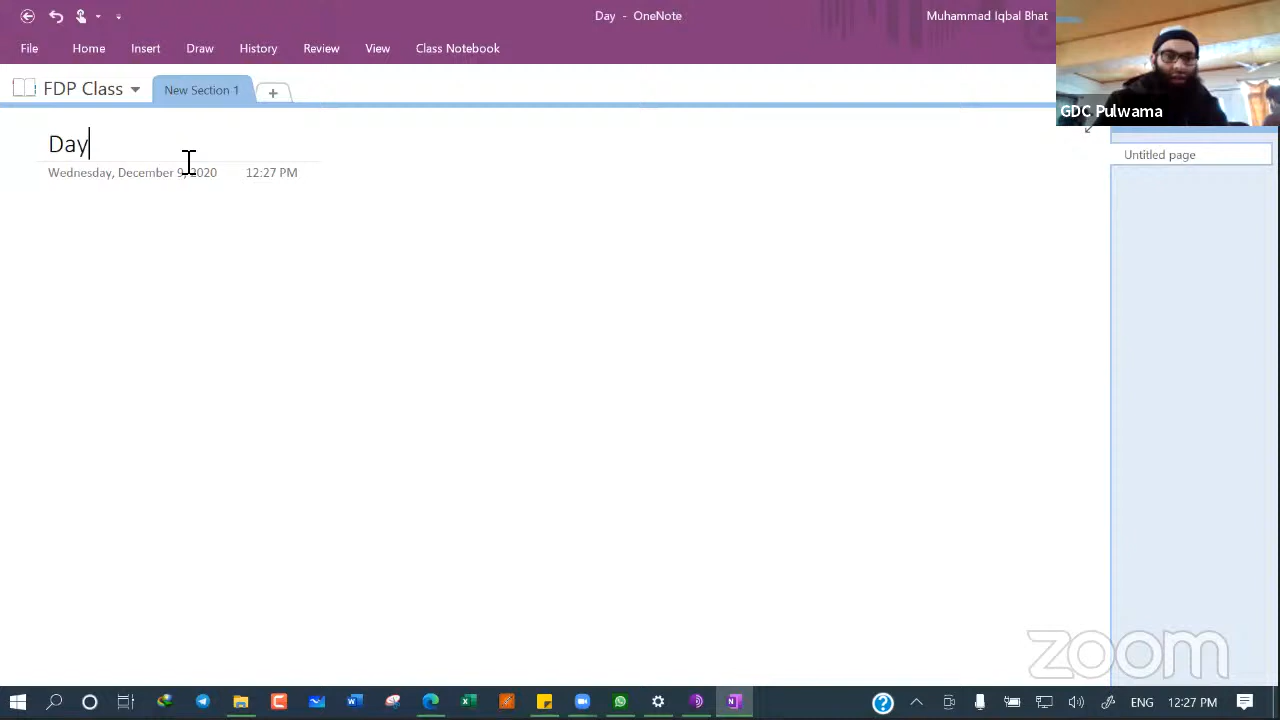 Day - OneNote
Muhammad Iqbal Bhat
File Home Insert Draw History Review View Class Notebook
FDP Class
New Section 1
GDC Pulwama
Day
Untitled page
Wednesday, December 9, 2020 12:27 PM
zoom
ENG 12:27 PM